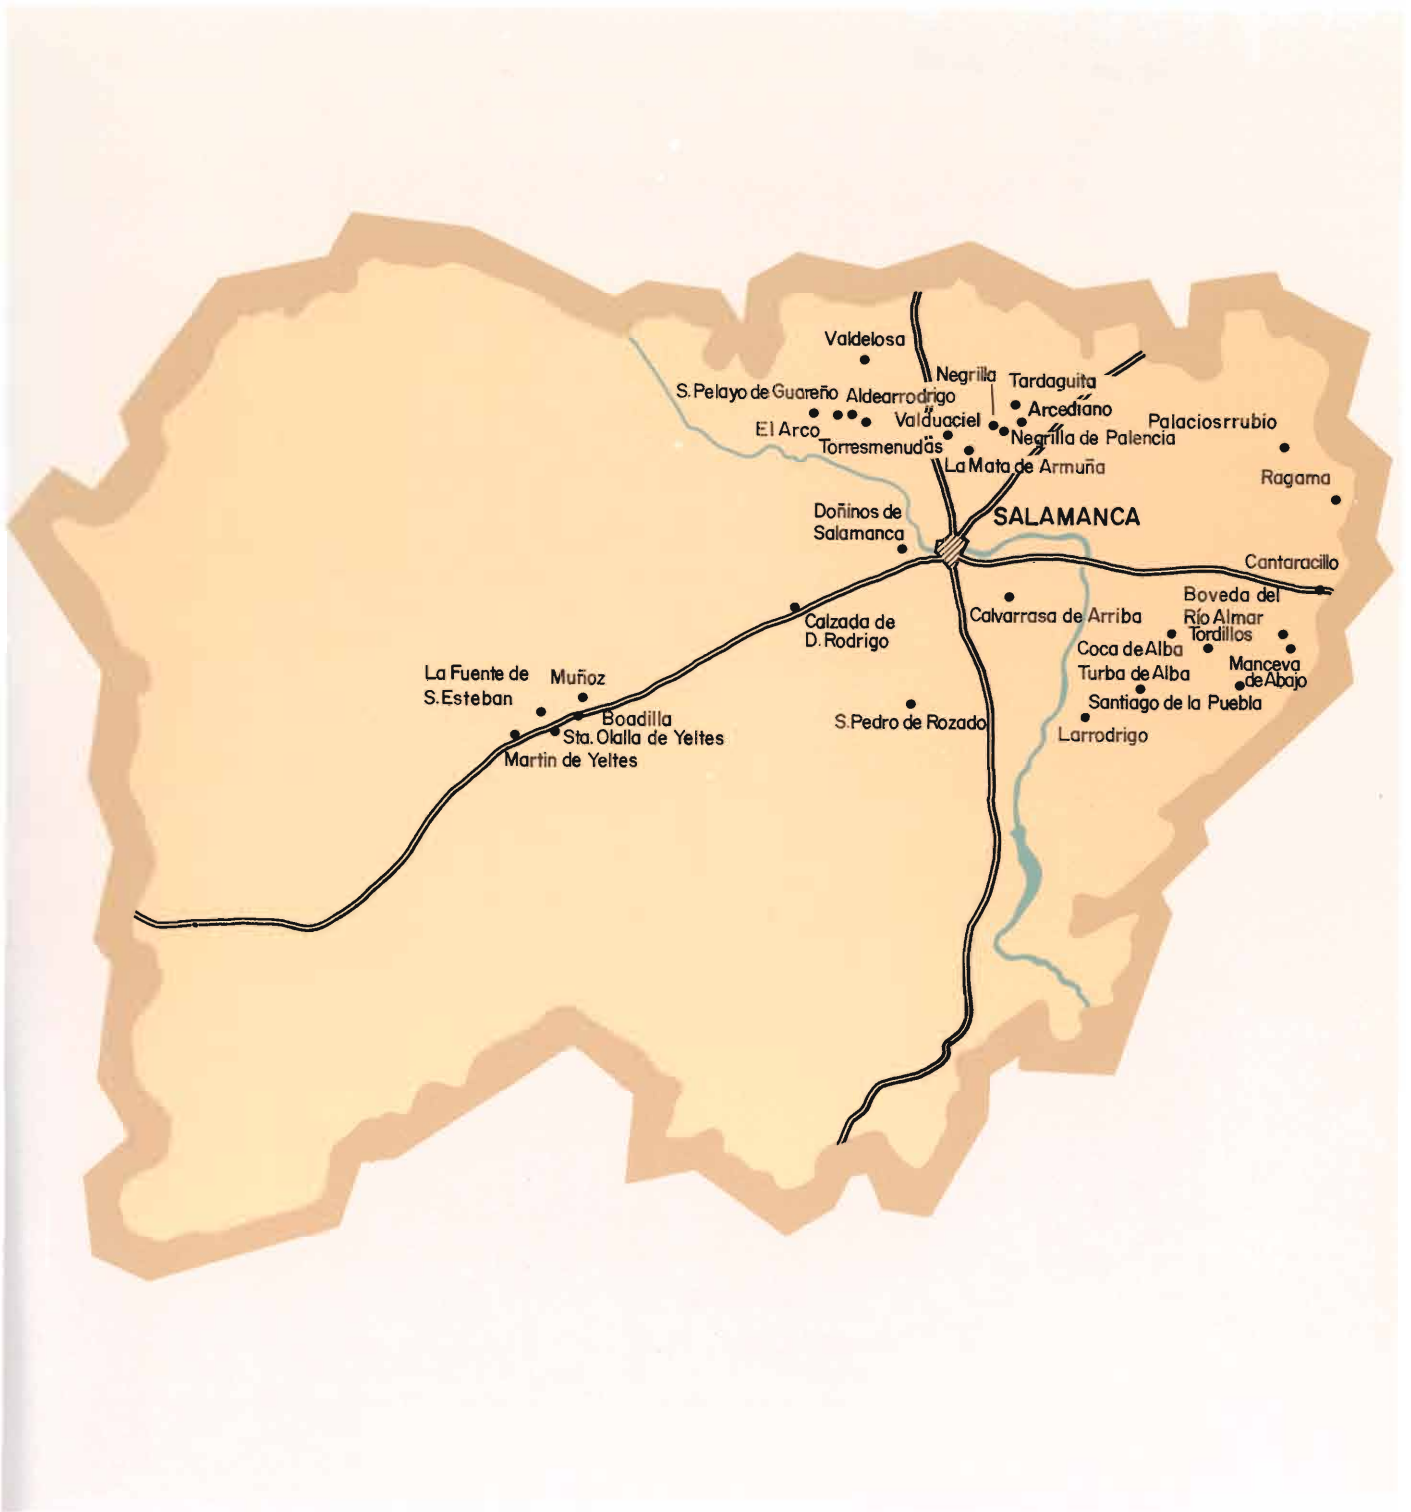 Valdelosa
Negrilla
Tardaguita
S. Pelayo de Guareño
Aldearrodrigo
Arcediano
Valduaciel
Palaciosrrubio
El Arco
Negrilla de Palencia
Torresmenudas
La Mata de Armuña
Ragama
Doñinos de
Salamanca
SALAMANCA
Cantaracillo
Boveda del
Río Almar
Calvarrasa de Arriba
Calzada de
D. Rodrigo
Tordillos
Coca de Alba
Manceva
de Abajo
La Fuente de
S. Esteban
Muñoz
Turba de Alba
Santiago de la Puebla
Boadilla
S. Pedro de Rozado
Larrodrigo
Sta. Olalla de Yeltes
Martin de Yeltes